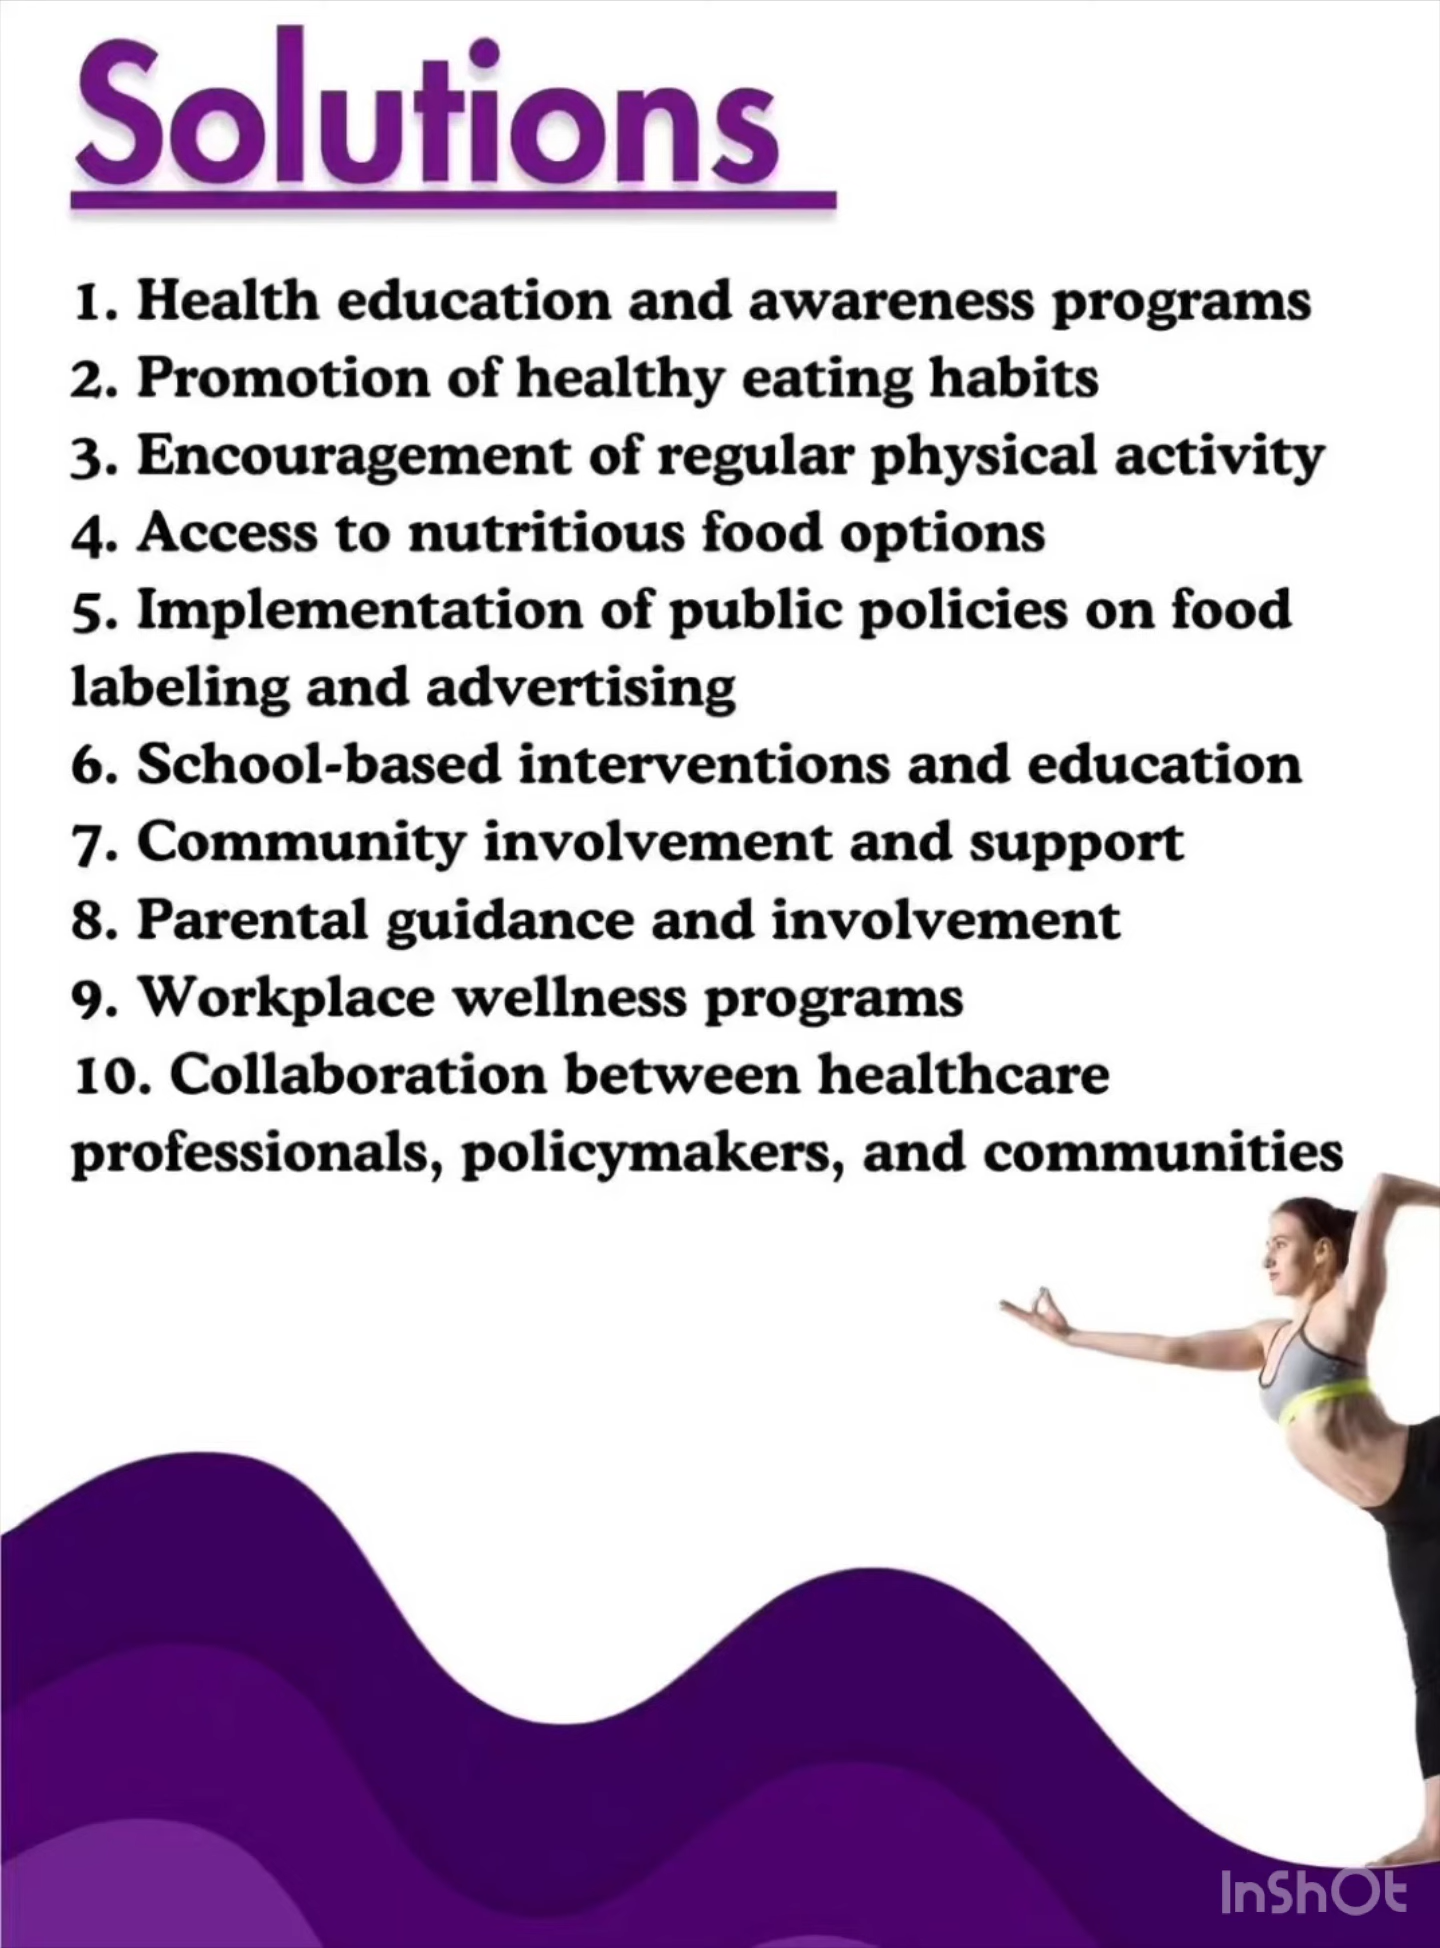 Solutions
1. Health education and awareness programs
2. Promotion of healthy eating habits
3. Encouragement of regular physical activity
4. Access to nutritious food options
5. Implementation of public policies on food
labeling and advertising
6. School-based interventions and education
7. Community involvement and support
8. Parental guidance and involvement
9. Workplace wellness programs
10. Collaboration between healthcare
professionals, policymakers, and communities
InShOt